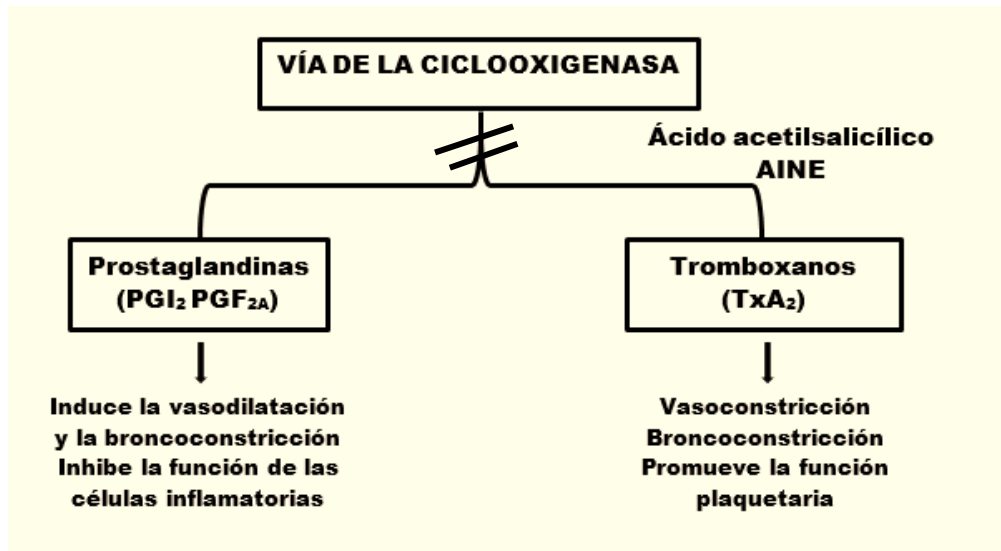 VÍA DE LA CICLOOXIGENASA
Ácido acetilsalicílico
AINE
Prostaglandinas
(PGI₂ PGF₂ₐ)
Tromboxanos
(TxA₂)
Induce la vasodilatación
y la broncoconstricción
Inhibe la función de las
células inflamatorias
Vasoconstricción
Broncoconstricción
Promueve la función
plaquetaria